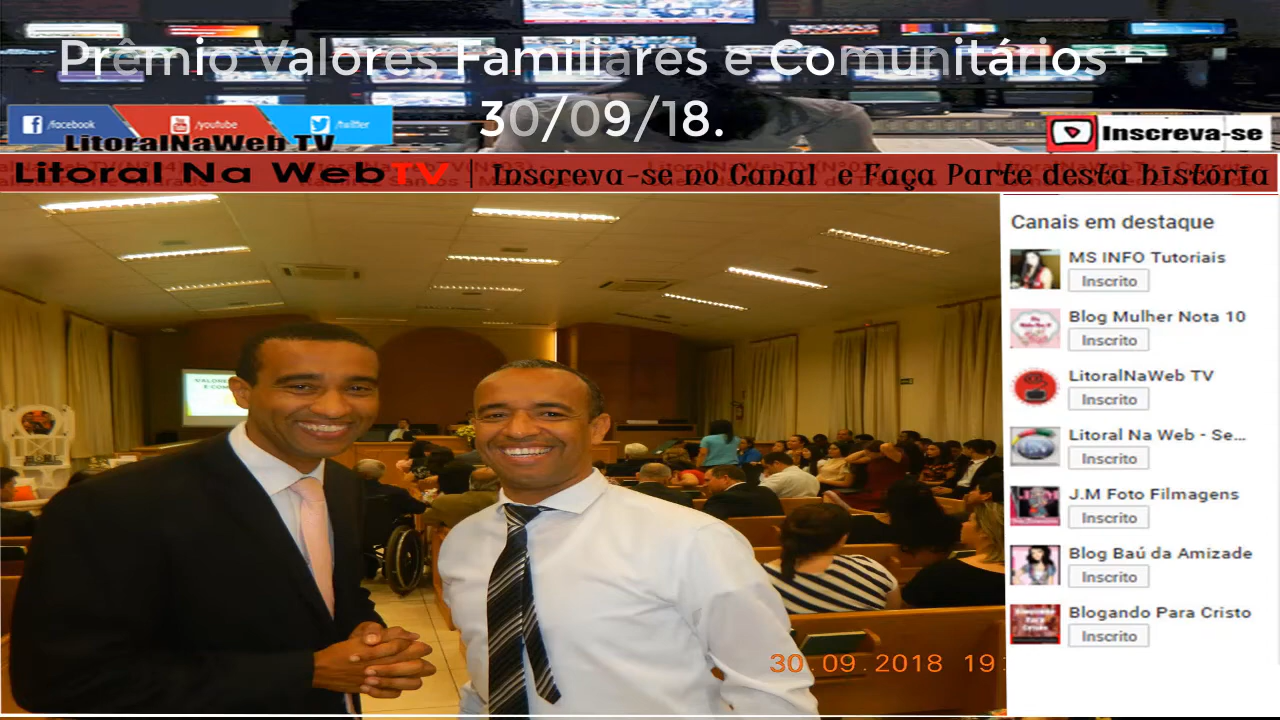 Prêmio Valores Familiares e Comunitários -
30/09/18.
/facebook
/youtube
/twitter
LitoralNaWeb TV
Inscreva-se
Litoral Na WebTV | Inscreva-se no Canal e Faça Parte desta história
Canais em destaque
MS INFO Tutoriais
Inscrito
Blog Mulher Nota 10
Inscrito
LitoralNaWeb TV
Inscrito
Litoral Na Web - Se...
Inscrito
J.M Foto Filmagens
Inscrito
Blog Baú da Amizade
Inscrito
Blogando Para Cristo
Inscrito
30.09.2018 19: